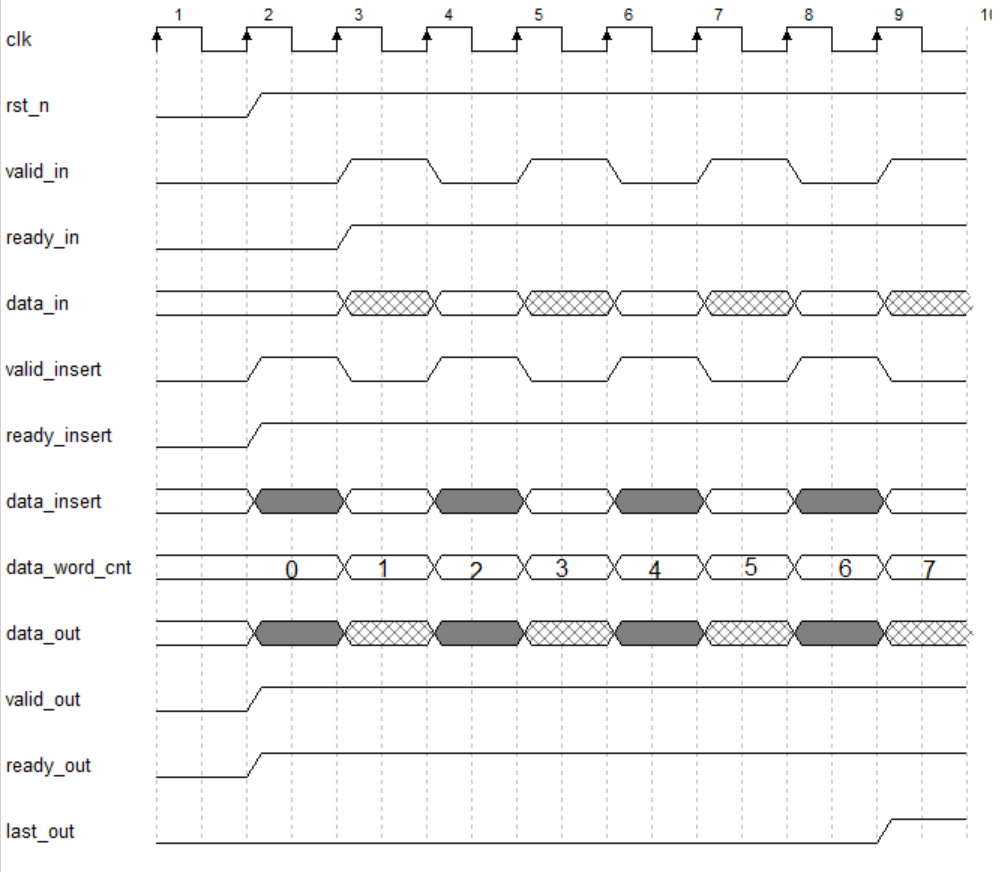 1 2 3 4 5 6 7 8 9
clk
rst_n
valid_in
ready_in
data_in
valid_insert
ready_insert
data_insert
data_word_cnt 0 1 2 3 4 5 6 7
data_out
valid_out
ready_out
last_out